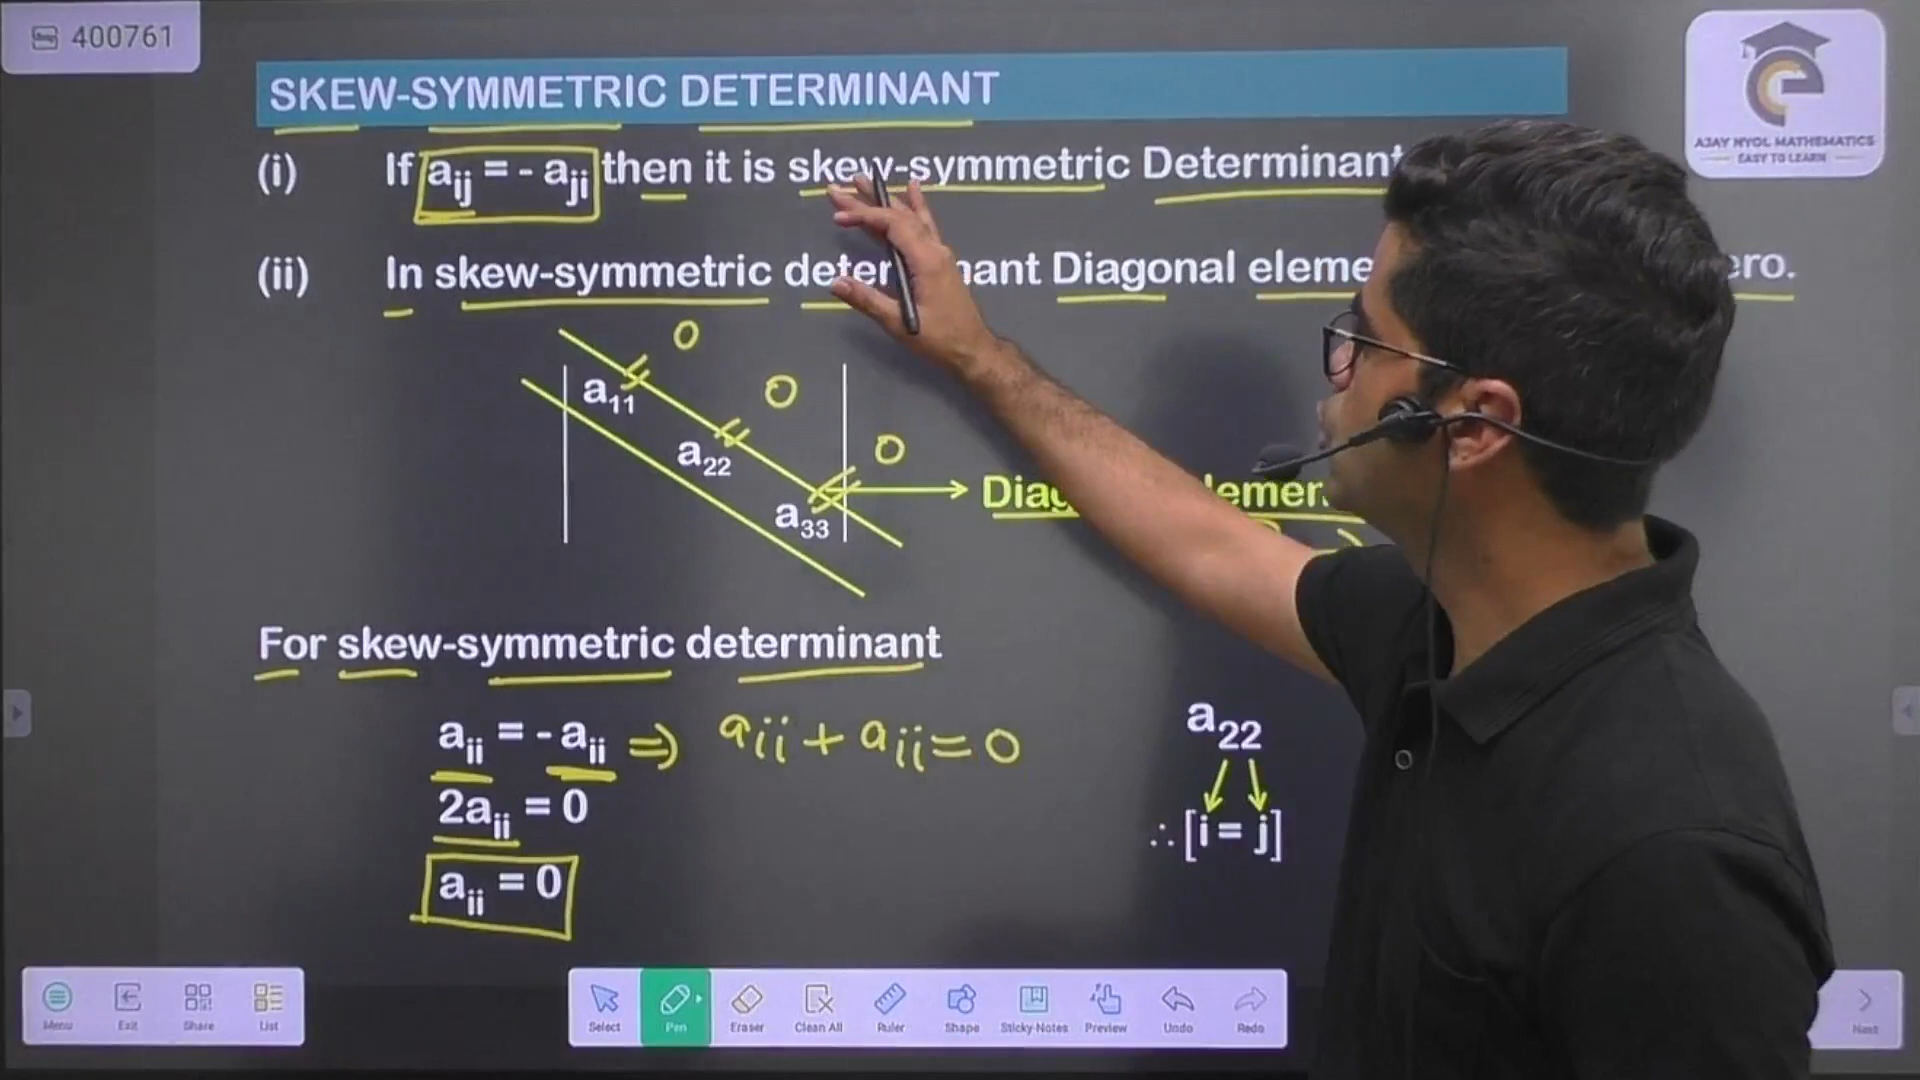 400761
SKEW-SYMMETRIC DETERMINANT
AJAY NYOL MATHEMATICS
EASY TO LEARN
(i) If aij = - aji then it is skew-symmetric Determinant
(ii) In skew-symmetric determinant Diagonal eleme ero.
0
a11
0
a22
0
a33
Diag elemen
For skew-symmetric determinant
aii = - aii ⇒ aii + aii = 0
2aii = 0
aii = 0
a22
∴ [i = j]
Menu Exit Share List
Select Pen Eraser Clean All Ruler Shape Sticky-Notes Preview Undo Redo
Next